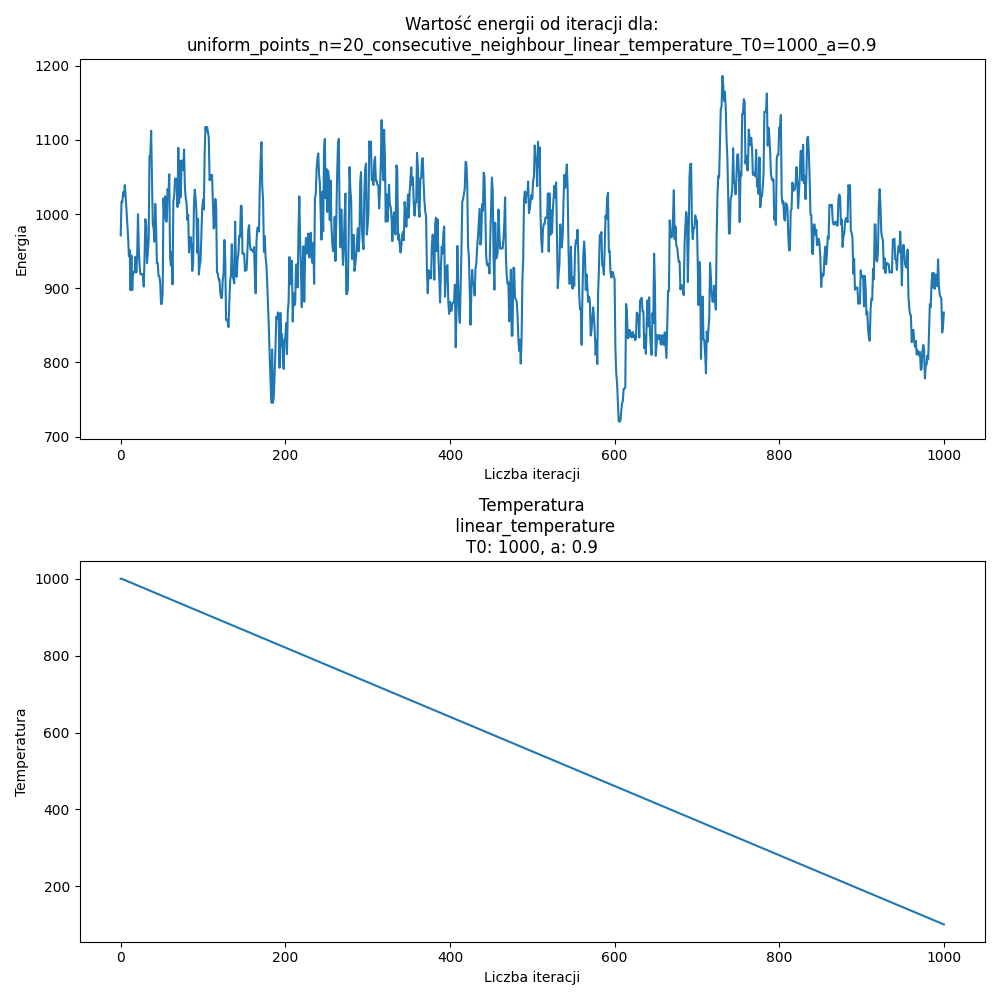 Wartość energii od iteracji dla:
uniform_points_n=20_consecutive_neighbour_linear_temperature_T0=1000_a=0.9
1200
1100
1000
900
800
700
Energia
0 200 400 600 800 1000
Liczba iteracji
Temperatura
linear_temperature
T0: 1000, a: 0.9
1000
800
600
400
200
Temperatura
0 200 400 600 800 1000
Liczba iteracji